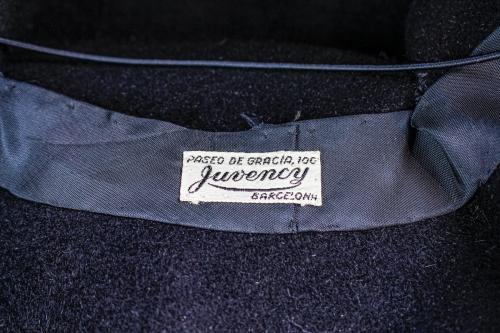 PASEO DE GRACIA, 106
Juvency
BARCELONA